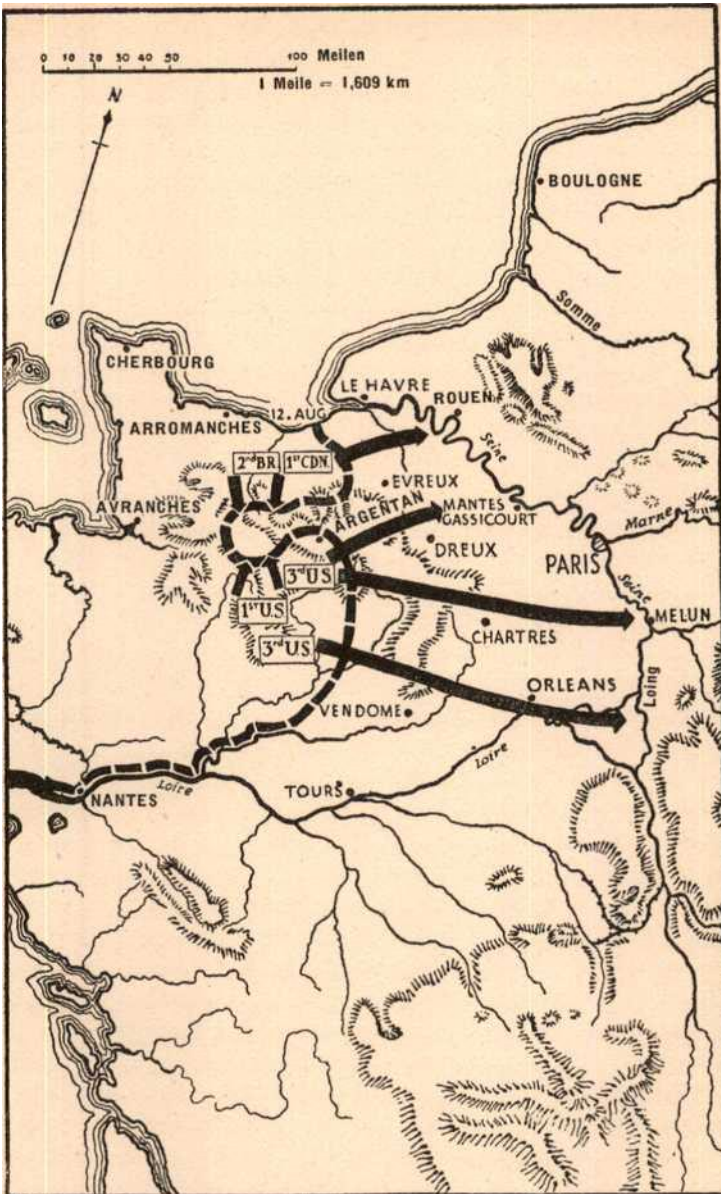 0 10 20 30 40 50 100 Meilen
1 Meile = 1,609 km
N
BOULOGNE
Somme
CHERBOURG
LE HAVRE
ROUEN
12. AUG
ARROMANCHES
Seine
2nd BR.
1st CDN.
EVREUX
AVRANCHES
ARGENTAN
MANTES
GASSICOURT
Marne
DREUX
PARIS
3rd U.S.
Seine
1st U.S
MELUN
CHARTRES
3rd U.S.
Loing
ORLEANS
VENDOME
Loire
Loire
TOURS
NANTES